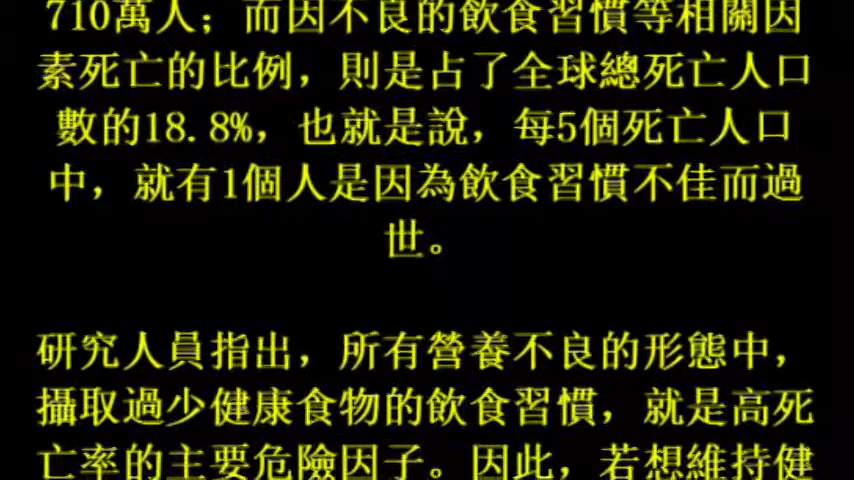 710萬人；而因不良的飲食習慣等相關因
素死亡的比例，則是占了全球總死亡人口
數的18.8%，也就是說，每5個死亡人口
中，就有1個人是因為飲食習慣不佳而過
世。
研究人員指出，所有營養不良的形態中，
攝取過少健康食物的飲食習慣，就是高死
亡率的主要危險因子。因此，若想維持健